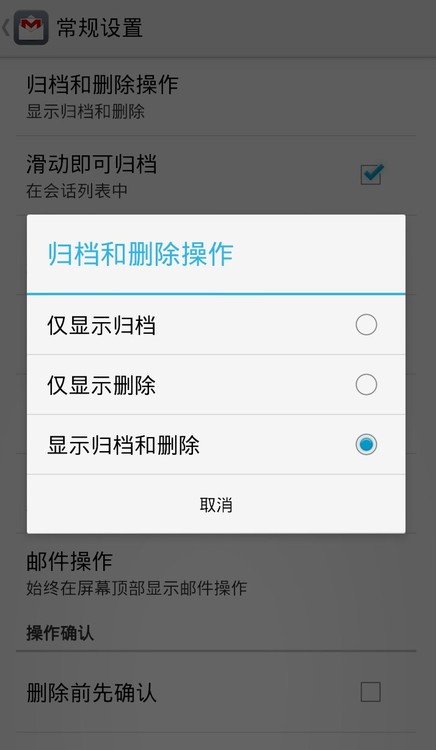 常规设置
归档和删除操作
显示归档和删除
滑动即可归档
在会话列表中
归档和删除操作
仅显示归档
仅显示删除
显示归档和删除
取消
邮件操作
始终在屏幕顶部显示邮件操作
操作确认
删除前先确认